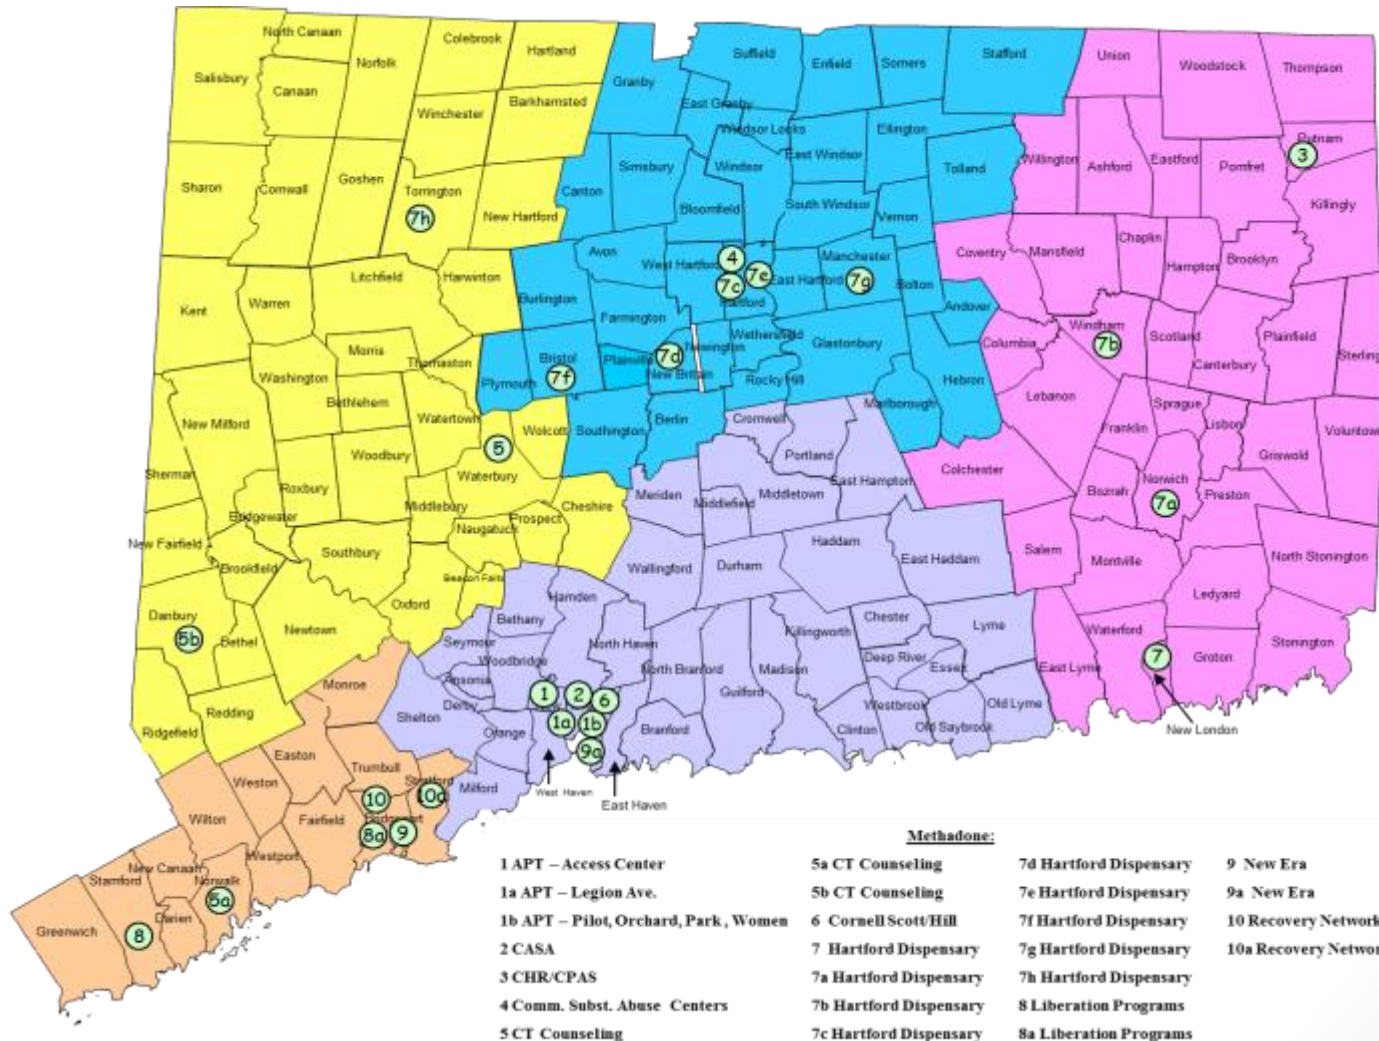 North Canaan
Colebrook
Hartland
Suffield
Enfield
Somers
Stafford
Union
Woodstock
Thompson
Salisbury
Norfolk
Canaan
Granby
East Granby
Winchester
Barkhamsted
Windsor Locks
Ellington
Putnam
3
Sharon
Cornwall
Goshen
Torrington
7h
New Hartford
Canton
Simsbury
Windsor
East Windsor
Tolland
Willington
Ashford
Eastford
Pomfret
Killingly
Bloomfield
South Windsor
Vernon
Avon
West Hartford
4
7e
7c
Hartford
East Hartford
Manchester
7g
Bolton
Coventry
Mansfield
Chaplin
Hampton
Brooklyn
Kent
Warren
Litchfield
Harwinton
Burlington
Farmington
Andover
Morris
Thomaston
Plymouth
Bristol
7f
Plainville
7d
New Britain
Newington
Wethersfield
Rocky Hill
Glastonbury
Hebron
Marlborough
Columbia
Windham
7b
Scotland
Canterbury
Plainfield
Sterling
Washington
Bethlehem
Watertown
New Milford
Woodbury
5
Waterbury
Wolcott
Southington
Berlin
Cromwell
Portland
East Hampton
Lebanon
Franklin
Sprague
Lisbon
Griswold
Voluntown
Sherman
Roxbury
Bridgewater
Middlebury
Naugatuck
Prospect
Cheshire
Meriden
Middlefield
Middletown
Colchester
Bozrah
Norwich
7a
Preston
New Fairfield
Brookfield
Southbury
Beacon Falls
Oxford
Wallingford
Durham
Haddam
East Haddam
Salem
Montville
North Stonington
Ledyard
Danbury
5b
Bethel
Newtown
Hamden
Bethany
Seymour
Woodbridge
Ansonia
Derby
North Haven
North Branford
Killingworth
Madison
Guilford
Chester
Deep River
Essex
Lyme
East Lyme
Waterford
7
Groton
Stonington
New London
Redding
Ridgefield
Monroe
Shelton
Orange
1
2
6
1a
1b
9a
Branford
Clinton
Westbrook
Old Saybrook
Old Lyme
Easton
Trumbull
Stratford
10a
Milford
West Haven
East Haven
Weston
Wilton
Fairfield
10
Bridgeport
8a
9
Westport
New Canaan
Norwalk
5a
Stamford
Darien
8
Greenwich
Methadone:
1 APT – Access Center
1a APT – Legion Ave.
1b APT – Pilot, Orchard, Park , Women
2 CASA
3 CHR/CPAS
4 Comm. Subst. Abuse Centers
5 CT Counseling
5a CT Counseling
5b CT Counseling
6 Cornell Scott/Hill
7 Hartford Dispensary
7a Hartford Dispensary
7b Hartford Dispensary
7c Hartford Dispensary
7d Hartford Dispensary
7e Hartford Dispensary
7f Hartford Dispensary
7g Hartford Dispensary
7h Hartford Dispensary
8 Liberation Programs
8a Liberation Programs
9 New Era
9a New Era
10 Recovery Network
10a Recovery Network